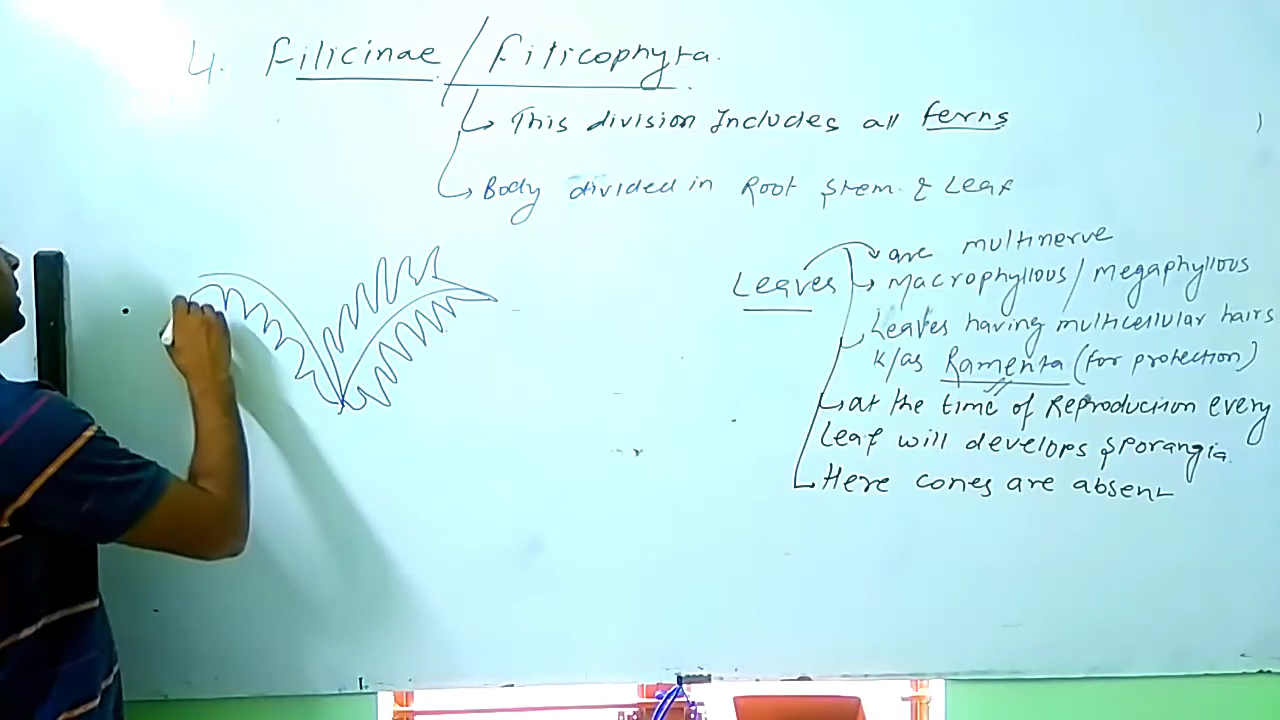 4. Filicinae / Filicophyta.
This division Includes all ferns
Body divided in Root Stem. & Leaf
Leaves
are multinerve
Macrophyllous / megaphyllous
Leaves having multicellular hairs
K/as Ramenta (for protection)
at the time of Reproduction every
Leaf will develops Sporangia.
Here cones are absent